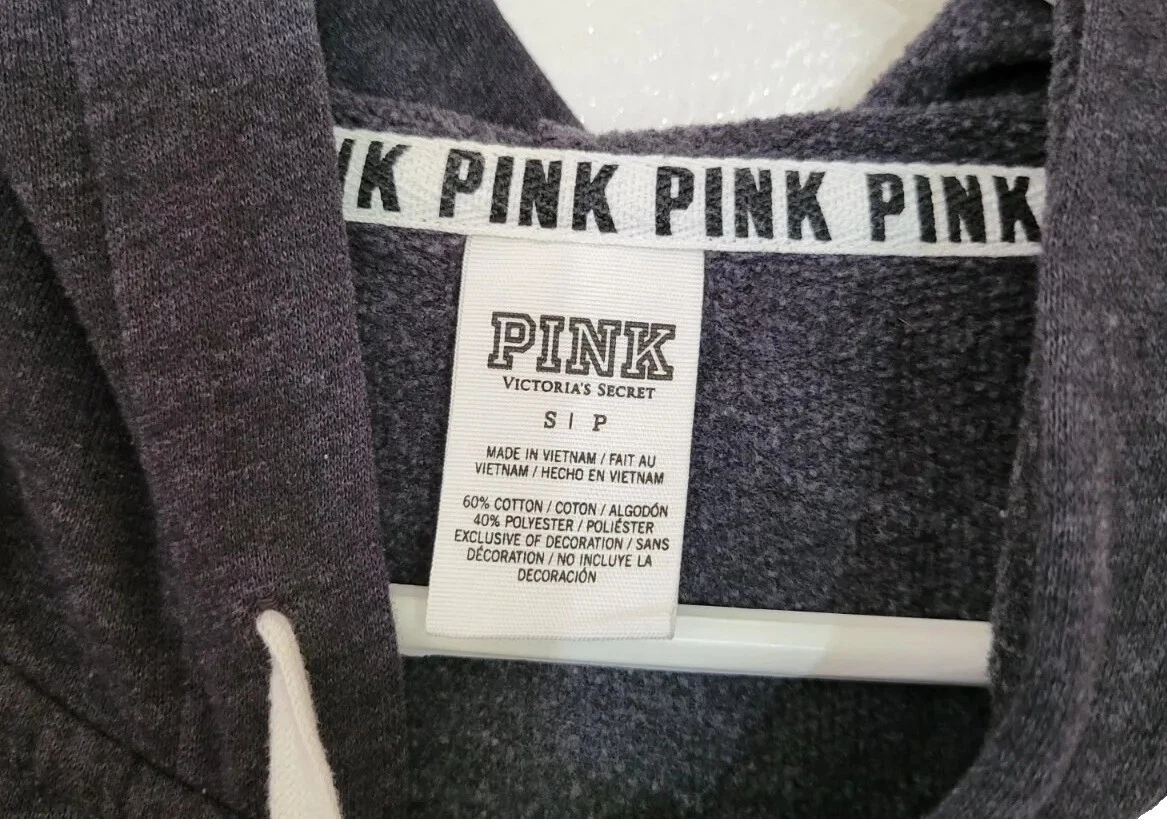 NK PINK PINK PINK
PINK
VICTORIA'S SECRET
S | P
MADE IN VIETNAM / FAIT AU
VIETNAM / HECHO EN VIETNAM
60% COTTON / COTON / ALGODÓN
40% POLYESTER / POLIÉSTER
EXCLUSIVE OF DECORATION / SANS
DÉCORATION / NO INCLUYE LA
DECORACIÓN